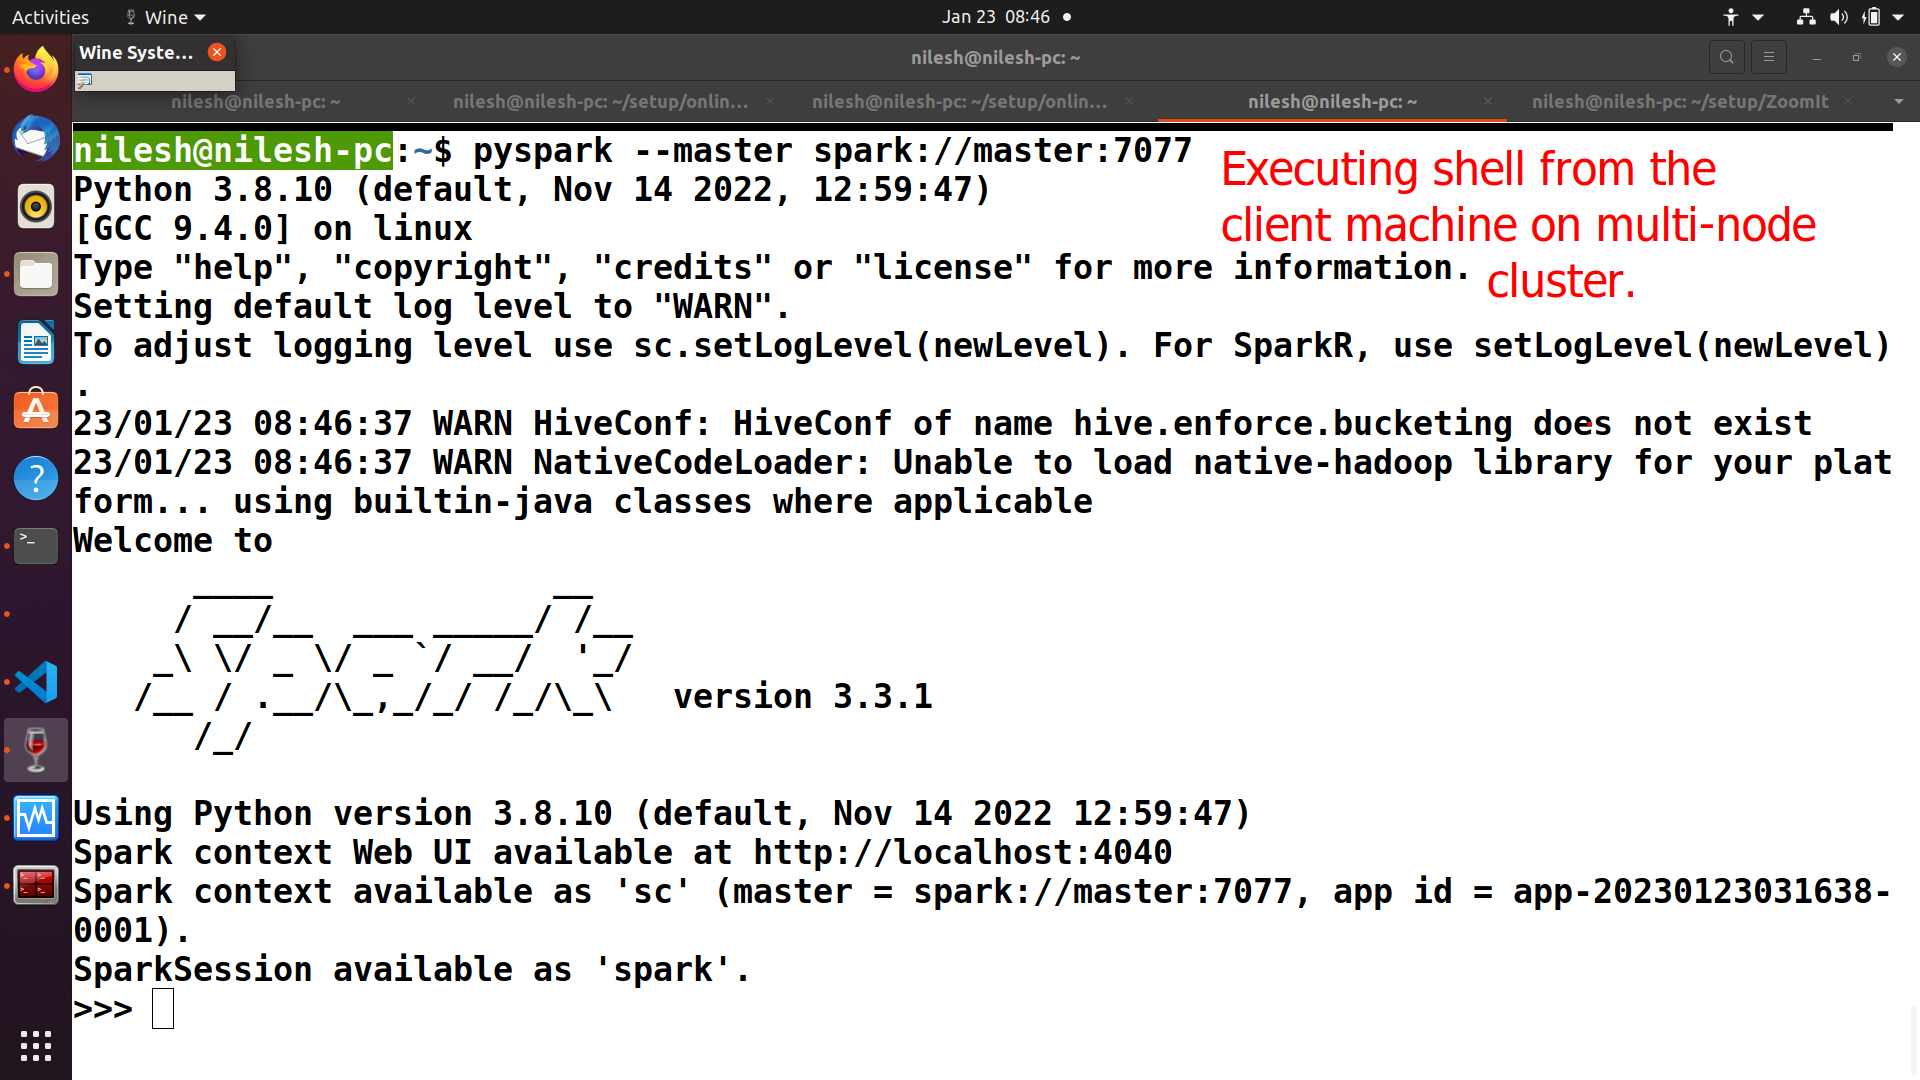 Activities
Wine
Jan 23 08:46
Wine Syste...
nilesh@nilesh-pc: ~
nilesh@nilesh-pc: ~
nilesh@nilesh-pc: ~/setup/onlin...
nilesh@nilesh-pc: ~/setup/onlin...
nilesh@nilesh-pc: ~
nilesh@nilesh-pc: ~/setup/ZoomIt
nilesh@nilesh-pc:~$ pyspark --master spark://master:7077
Executing shell from the
client machine on multi-node
cluster.
Python 3.8.10 (default, Nov 14 2022, 12:59:47)
[GCC 9.4.0] on linux
Type "help", "copyright", "credits" or "license" for more information.
Setting default log level to "WARN".
To adjust logging level use sc.setLogLevel(newLevel). For SparkR, use setLogLevel(newLevel)
.
23/01/23 08:46:37 WARN HiveConf: HiveConf of name hive.enforce.bucketing does not exist
23/01/23 08:46:37 WARN NativeCodeLoader: Unable to load native-hadoop library for your plat
form... using builtin-java classes where applicable
Welcome to
      ____              __
     / __/__  ___ _____/ /__
    _\ \/ _ \/ _ `/ __/  '_/
   /__ / .__/\_,_/_/ /_/\_\   version 3.3.1
      /_/
Using Python version 3.8.10 (default, Nov 14 2022 12:59:47)
Spark context Web UI available at http://localhost:4040
Spark context available as 'sc' (master = spark://master:7077, app id = app-20230123031638-
0001).
SparkSession available as 'spark'.
>>>